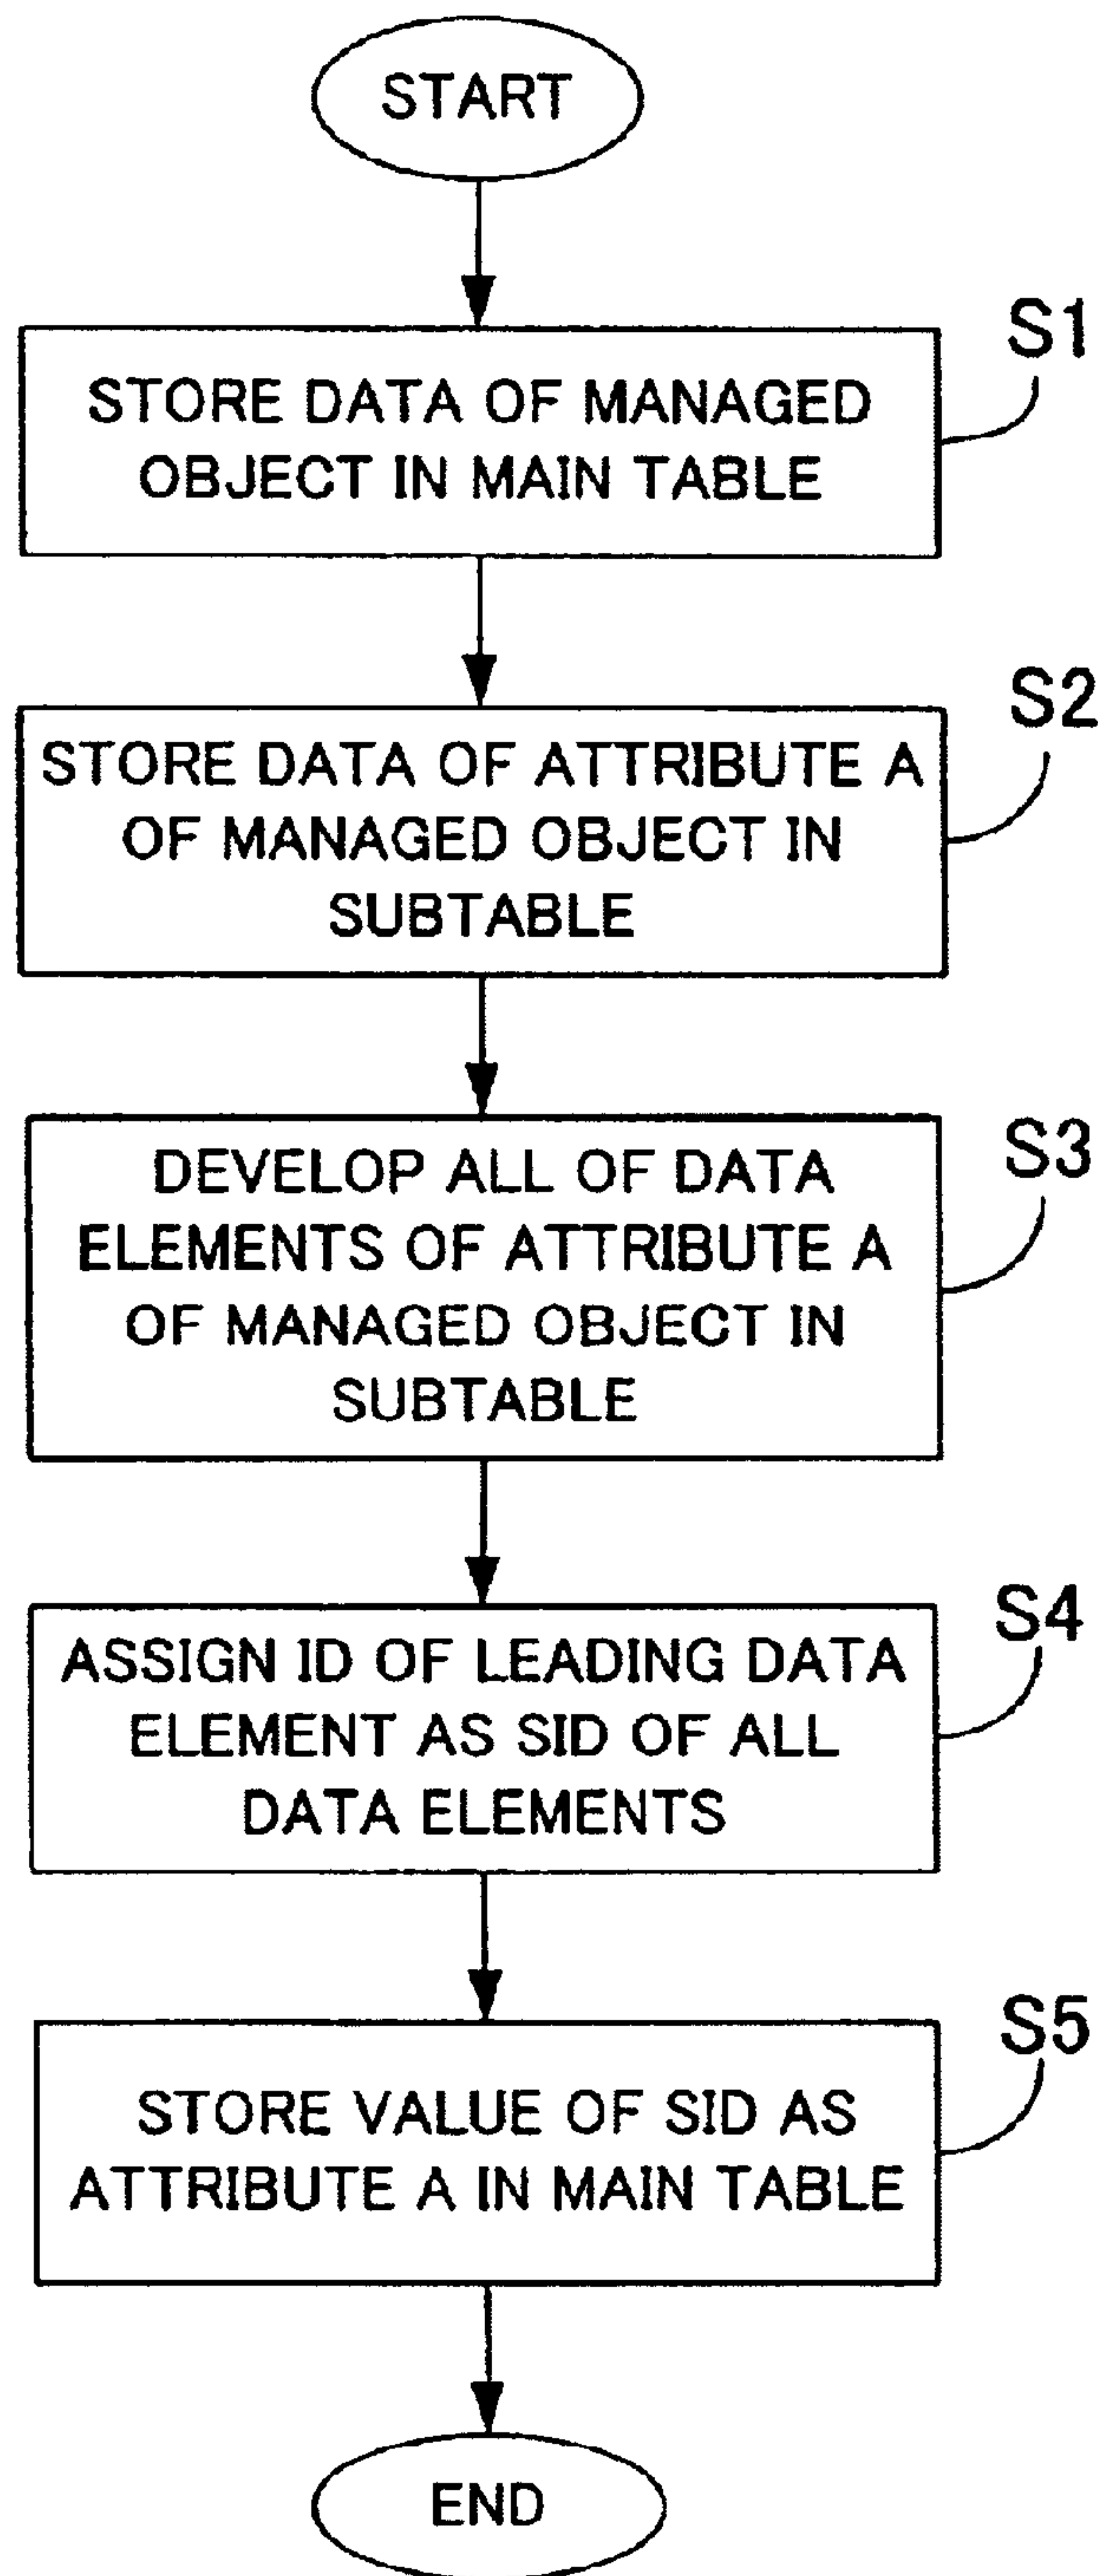 START
S1
STORE DATA OF MANAGED
OBJECT IN MAIN TABLE
S2
STORE DATA OF ATTRIBUTE A
OF MANAGED OBJECT IN
SUBTABLE
S3
DEVELOP ALL OF DATA
ELEMENTS OF ATTRIBUTE A
OF MANAGED OBJECT IN
SUBTABLE
S4
ASSIGN ID OF LEADING DATA
ELEMENT AS SID OF ALL
DATA ELEMENTS
S5
STORE VALUE OF SID AS
ATTRIBUTE A IN MAIN TABLE
END